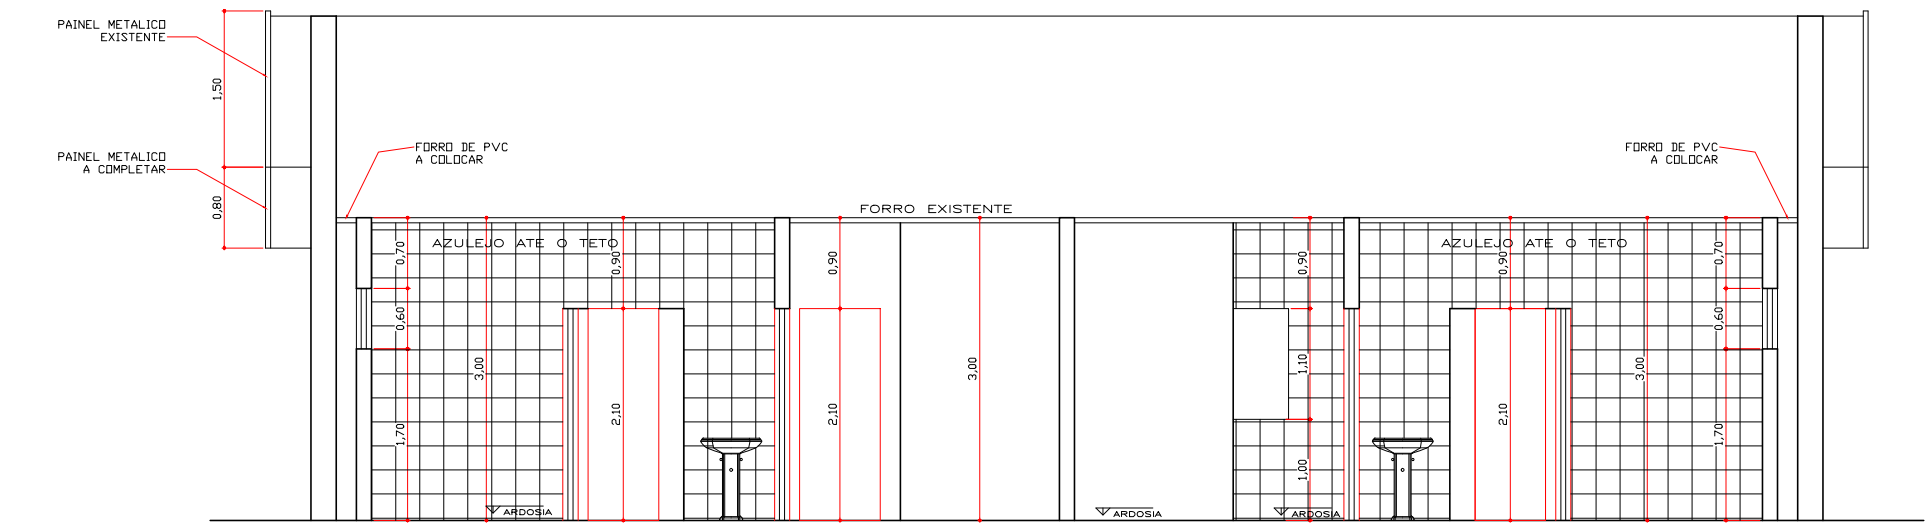 PAINEL METALICO
EXISTENTE
1,50
PAINEL METALICO
A COMPLETAR
0,80
FORRO DE PVC
A COLOCAR
FORRO DE PVC
A COLOCAR
FORRO EXISTENTE
AZULEJO ATE O TETO
AZULEJO ATE O TETO
0,70
0,90
0,90
0,90
0,90
0,70
0,60
0,60
3,00
3,00
1,10
3,00
1,70
2,10
2,10
2,10
1,70
1,00
ARDOSIA
ARDOSIA
ARDOSIA